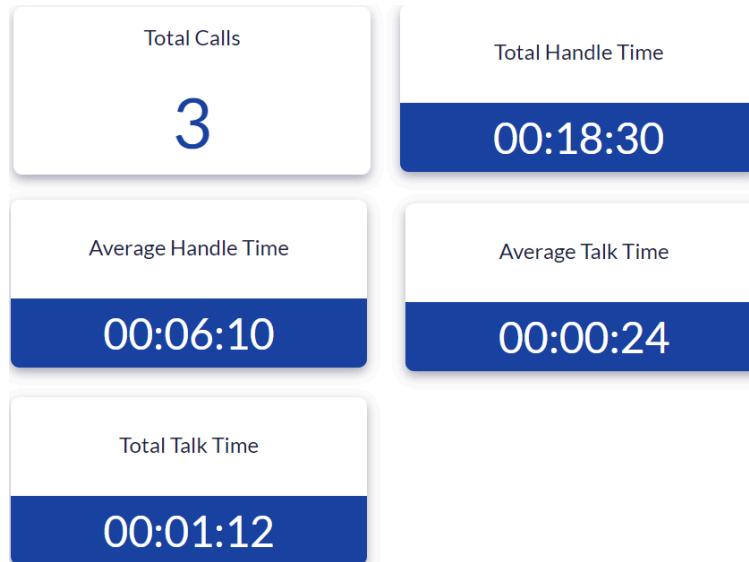 Total Calls
3
Total Handle Time
00:18:30
Average Handle Time
00:06:10
Average Talk Time
00:00:24
Total Talk Time
00:01:12